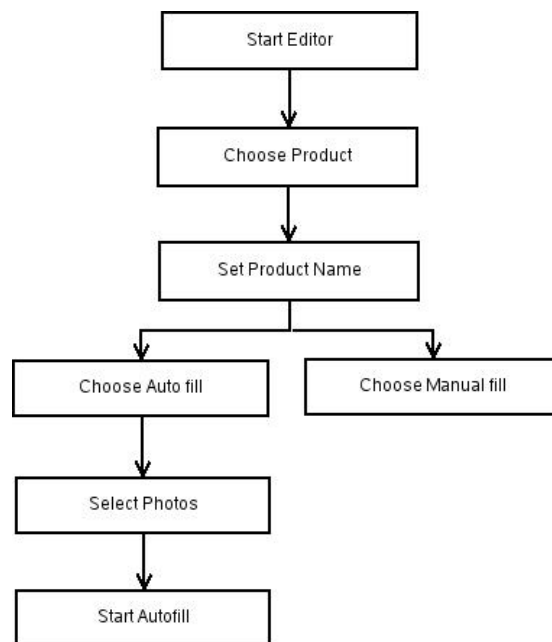 Start Editor
Choose Product
Set Product Name
Choose Auto fill
Choose Manual fill
Select Photos
Start Autofill